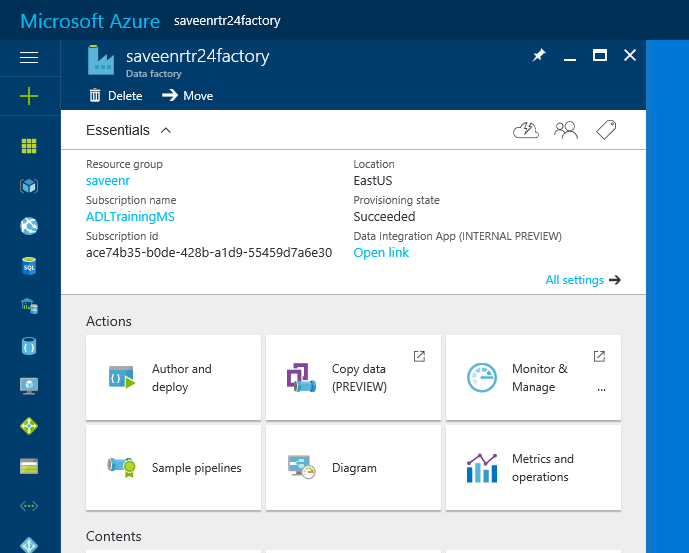 Microsoft Azure saveenrtr24factory
saveenrtr24factory
Data factory
Delete Move
Essentials
Resource group
saveenr
Location
EastUS
Subscription name
ADLTrainingMS
Provisioning state
Succeeded
Subscription id
ace74b35-b0de-428b-a1d9-55459d7a6e30
Data Integration App (INTERNAL PREVIEW)
Open link
All settings
Actions
Author and
deploy
Copy data
(PREVIEW)
Monitor &
Manage ...
Sample pipelines
Diagram
Metrics and
operations
SQL
Contents